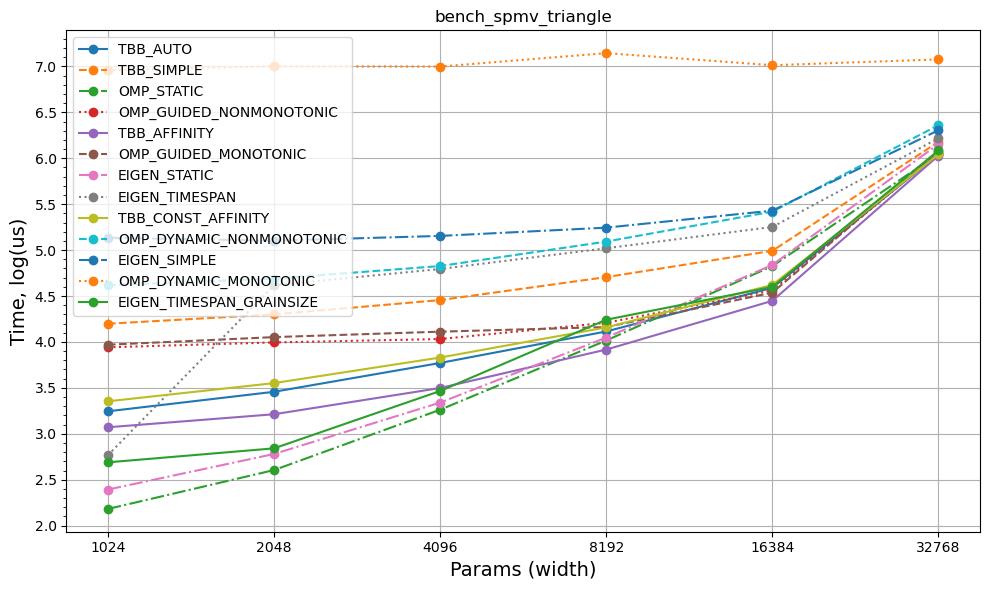 bench_spmv_triangle
TBB_AUTO
TBB_SIMPLE
OMP_STATIC
OMP_GUIDED_NONMONOTONIC
TBB_AFFINITY
OMP_GUIDED_MONOTONIC
EIGEN_STATIC
EIGEN_TIMESPAN
TBB_CONST_AFFINITY
OMP_DYNAMIC_NONMONOTONIC
EIGEN_SIMPLE
OMP_DYNAMIC_MONOTONIC
EIGEN_TIMESPAN_GRAINSIZE
Time, log(us)
7.0
6.5
6.0
5.5
5.0
4.5
4.0
3.5
3.0
2.5
2.0
1024 2048 4096 8192 16384 32768
Params (width)